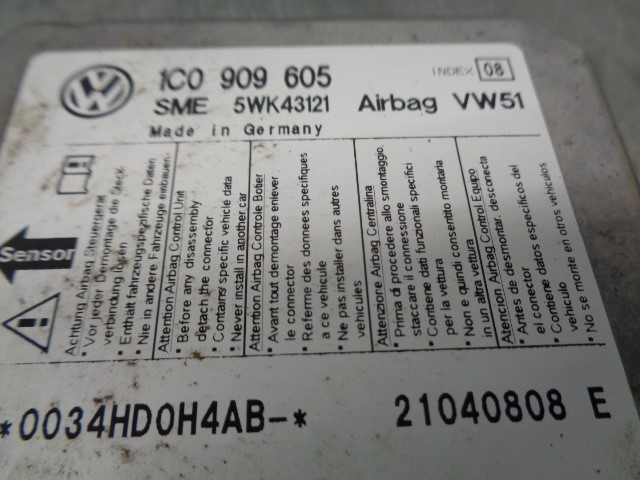 1C0 909 605
INDEX 08
SME 5WK43121 Airbag VW51
Made in Germany
Sensor
Achtung Airbag Steuergerät
• Vor jeder Demontage die Steck-
verbindung lösen
• Enthält fahrzeugspezifische Daten
• Nie in andere Fahrzeuge einbauen
Attention Airbag Control Unit
• Before any disassembly
detach the connector
• Contains specific vehicle data
• Never install in another car
Attention Airbag Controle Boitier
• Avant tout demontage enlever
le connector
• Referme des donnees specifiques
a ce vehicule
• Ne pas installer dans autres
vehicules
Attenzione Airbag Centralina
• Prima di procedere allo smontaggio,
staccare il connessione
• Contiene dati funzionali specifici
per la vettura
• Non e quindi consentito montarla
in un altra vettura
Atencion Airbag Control Equipo
• Antes de desmontar, desconecta
el conector
• Contiene datos especificos del
vehiculo
• No se monte en otros vehiculos
*0034HD0H4AB-*
21040808 E